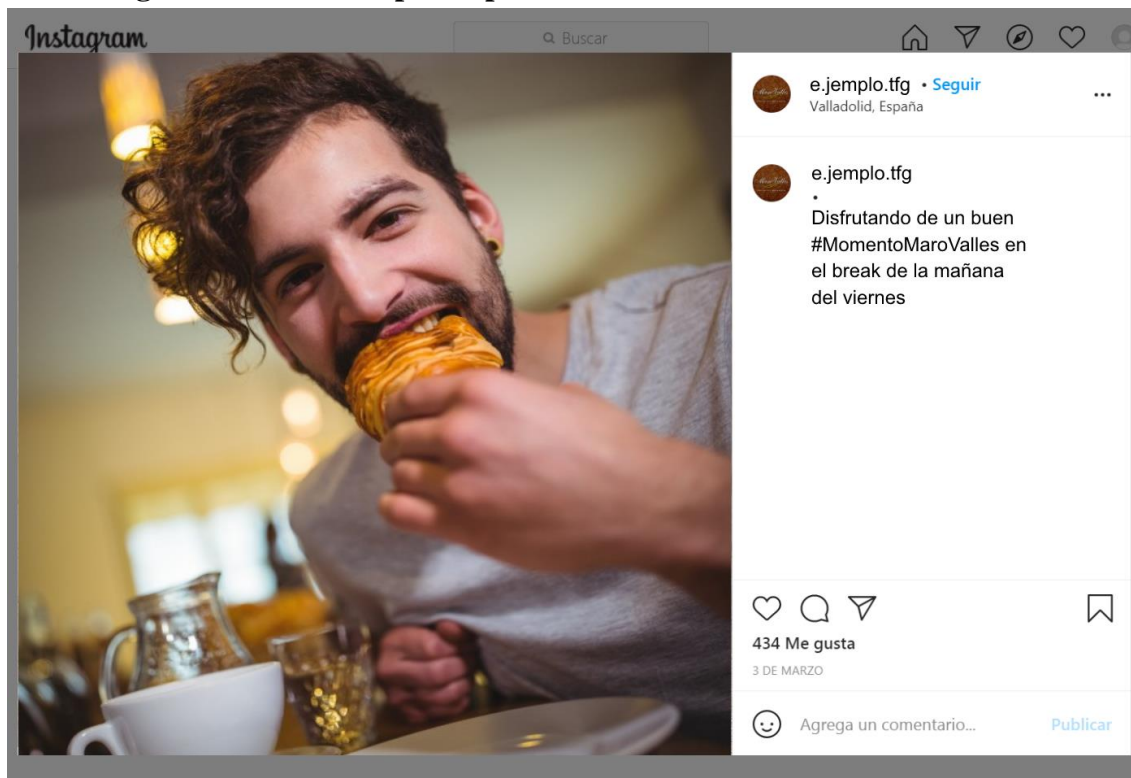 Instagram
Buscar
e.jemplo.tfg • Seguir
Valladolid, España
...
e.jemplo.tfg
•
Disfrutando de un buen
#MomentoMaroValles en
el break de la mañana
del viernes
434 Me gusta
3 DE MARZO
Agrega un comentario...
Publicar